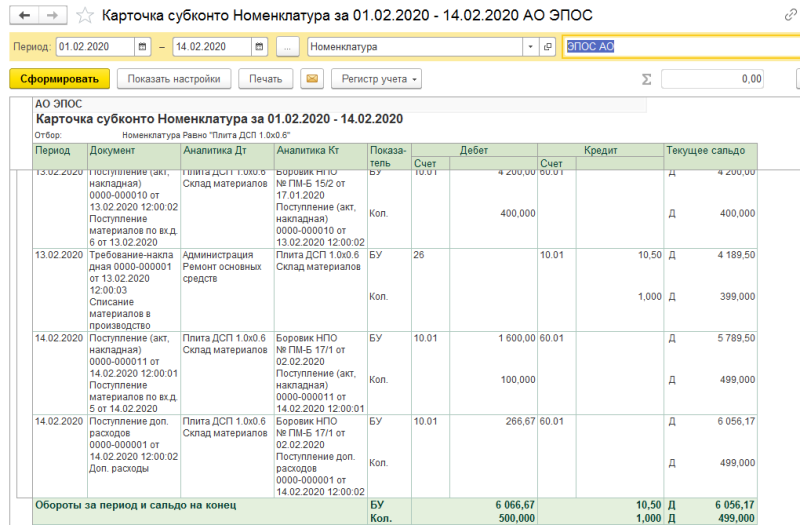 Карточка субконто Номенклатура за 01.02.2020 - 14.02.2020 АО ЭПОС
Период: 01.02.2020 – 14.02.2020 ... Номенклатура ЭПОС АО
Сформировать Показать настройки Печать Регистр учета Σ 0,00
АО ЭПОС
Карточка субконто Номенклатура за 01.02.2020 - 14.02.2020
Отбор: Номенклатура Равно "Плита ДСП 1.0x0.6"
Период Документ Аналитика Дт Аналитика Кт Показа- Дебет Кредит Текущее сальдо
тель Счет Счет
13.02.2020 Поступление (акт, Плита ДСП 1.0x0.6 Боровик НПО БУ 10.01 4 200,00 60.01 Д 4 200,00
накладная) Склад материалов № ПМ-Б 15/2 от
0000-000010 от 17.01.2020
13.02.2020 12:00:02 Поступление (акт, Кол. 400,000 Д 400,000
Поступление накладная)
материалов по вх.д. 0000-000010 от
6 от 13.02.2020 13.02.2020 12:00:02
13.02.2020 Требование-накла Администрация Плита ДСП 1.0x0.6 БУ 26 10.01 10,50 Д 4 189,50
дная 0000-000001 Ремонт основных Склад материалов
от 13.02.2020 средств
12:00:03 Кол. 1,000 Д 399,000
Списание
материалов в
производство
14.02.2020 Поступление (акт, Плита ДСП 1.0x0.6 Боровик НПО БУ 10.01 1 600,00 60.01 Д 5 789,50
накладная) Склад материалов № ПМ-Б 17/1 от
0000-000011 от 02.02.2020
14.02.2020 12:00:01 Поступление (акт, Кол. 100,000 Д 499,000
Поступление накладная)
материалов по вх.д. 0000-000011 от
5 от 14.02.2020 14.02.2020 12:00:01
14.02.2020 Поступление доп. Плита ДСП 1.0x0.6 Боровик НПО БУ 10.01 266,67 60.01 Д 6 056,17
расходов Склад материалов № ПМ-Б 17/1 от
0000-000001 от 02.02.2020
14.02.2020 12:00:02 Поступление доп. Кол. Д 499,000
Доп. расходы расходов
0000-000001 от
14.02.2020 12:00:02
Обороты за период и сальдо на конец БУ 6 066,67 10,50 Д 6 056,17
Кол. 500,000 1,000 Д 499,000